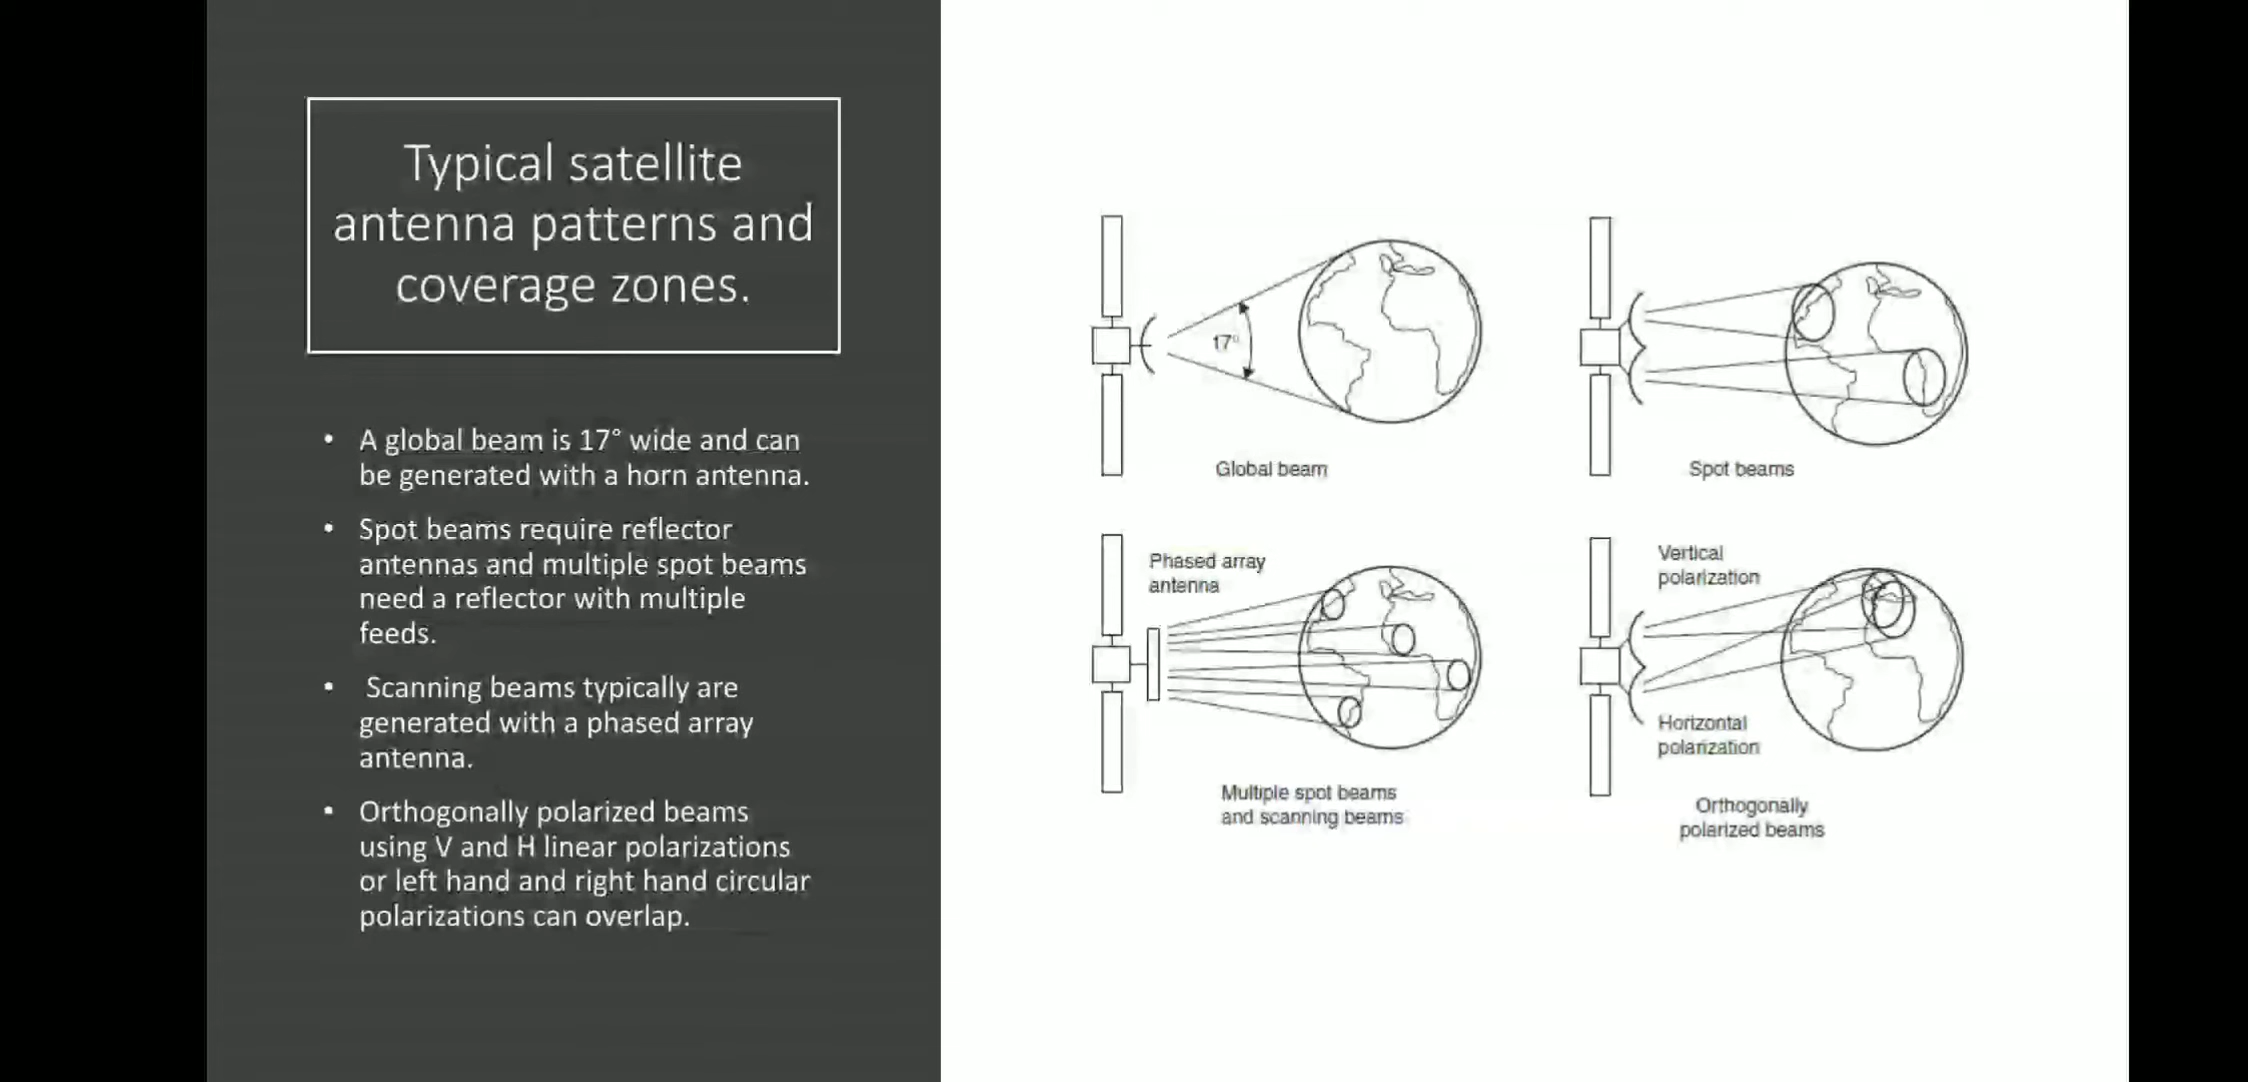 Typical satellite
antenna patterns and
coverage zones.
• A global beam is 17° wide and can
be generated with a horn antenna.
• Spot beams require reflector
antennas and multiple spot beams
need a reflector with multiple
feeds.
• Scanning beams typically are
generated with a phased array
antenna.
• Orthogonally polarized beams
using V and H linear polarizations
or left hand and right hand circular
polarizations can overlap.
17°
Global beam
Spot beams
Phased array
antenna
Multiple spot beams
and scanning beams
Vertical
polarization
Horizontal
polarization
Orthogonally
polarized beams